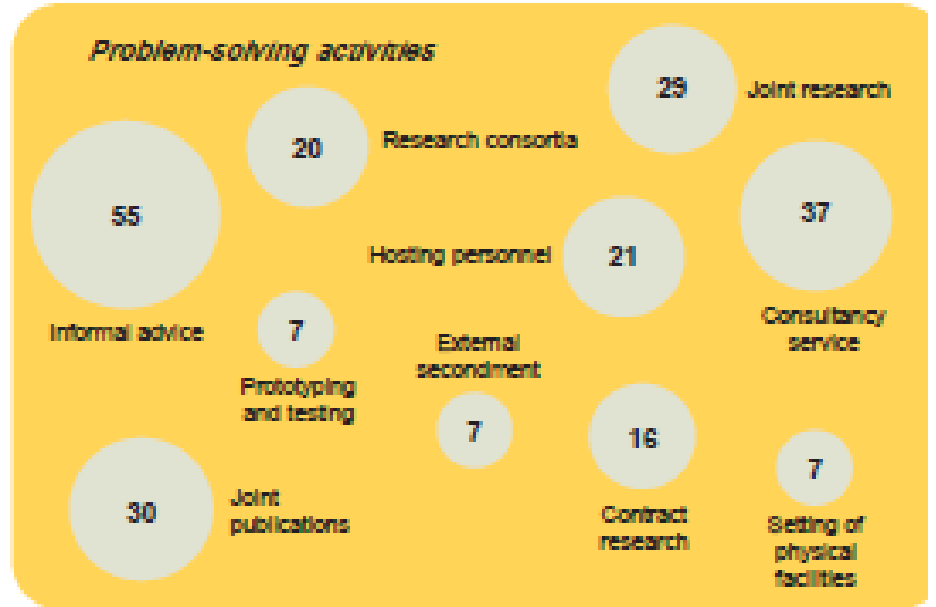 Problem-solving activities
29
Joint research
20
Research consortia
55
37
Hosting personnel
21
Informal advice
7
Consultancy
service
External
secondment
Prototyping
and testing
7
16
7
30
Joint
publications
Contract
research
Setting of
physical
facilities